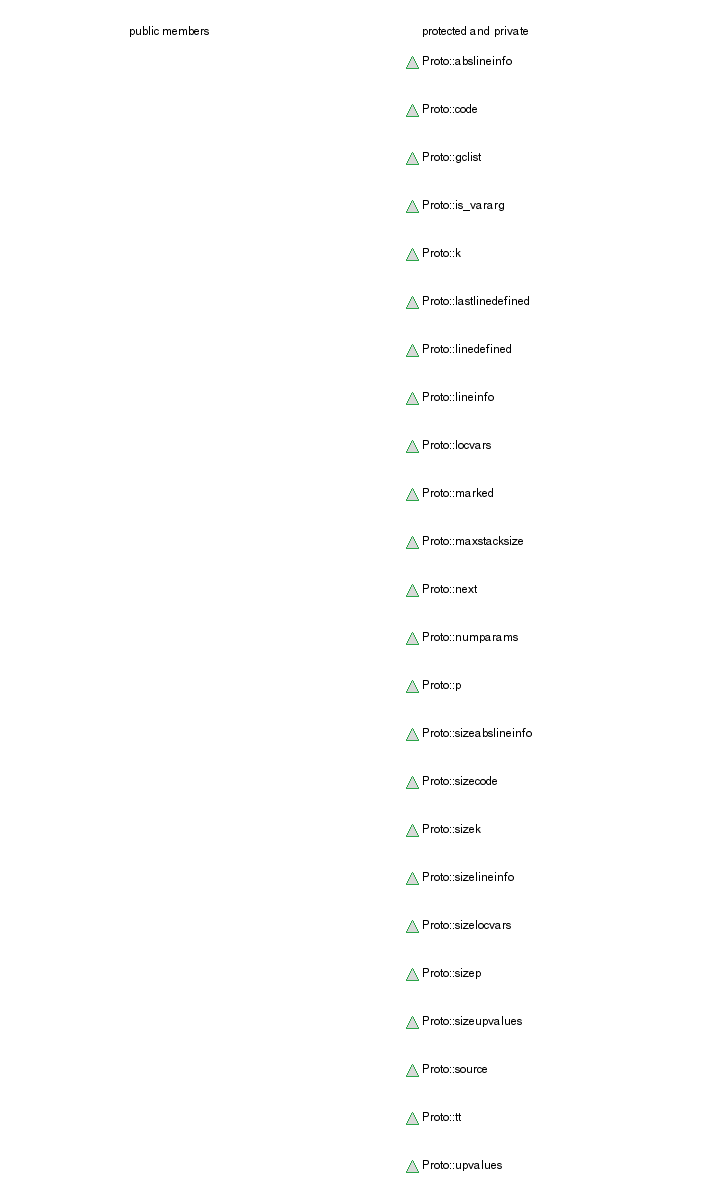 public members
protected and private
Proto::abslineinfo
Proto::code
Proto::gclist
Proto::is_vararg
Proto::k
Proto::lastlinedefined
Proto::linedefined
Proto::lineinfo
Proto::locvars
Proto::marked
Proto::maxstacksize
Proto::next
Proto::numparams
Proto::p
Proto::sizeabslineinfo
Proto::sizecode
Proto::sizek
Proto::sizelineinfo
Proto::sizelocvars
Proto::sizep
Proto::sizeupvalues
Proto::source
Proto::tt
Proto::upvalues